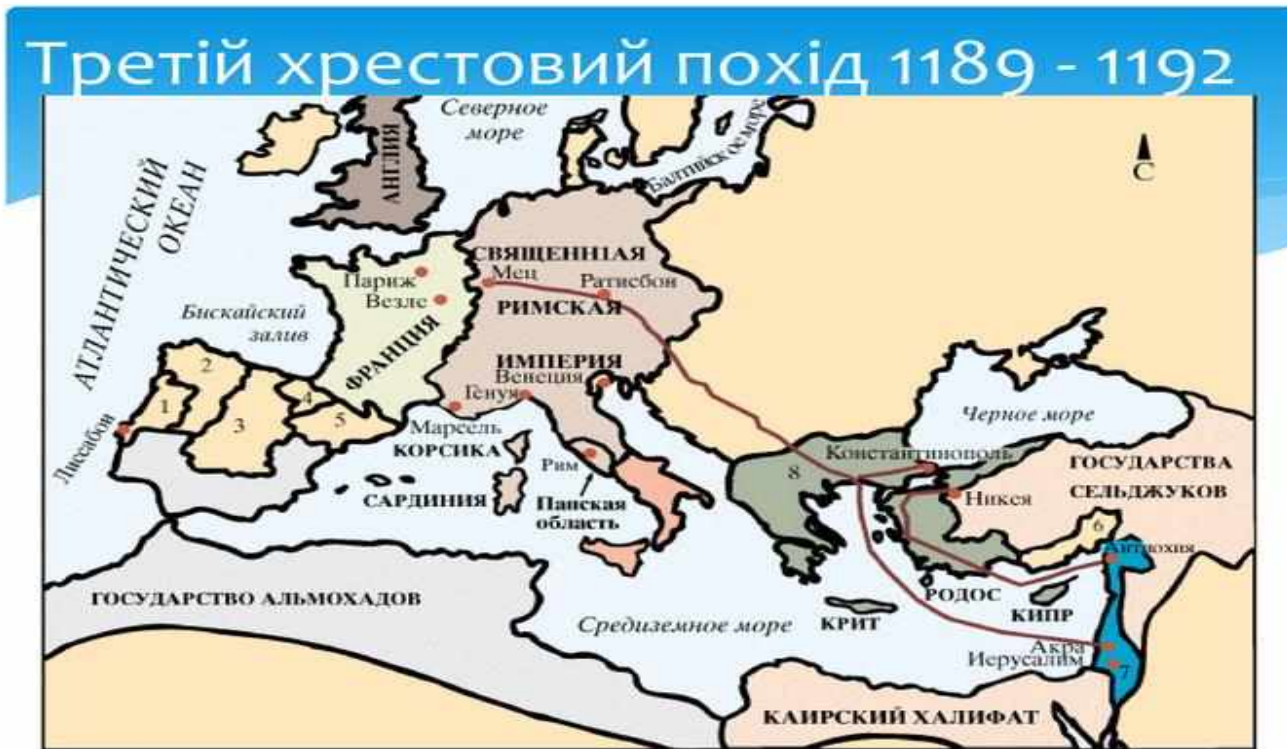 Третій хрестовий похід 1189 - 1192
Северное
море
Балтийское море
С
АНГЛИЯ
АТЛАНТИЧЕСКИЙ
ОКЕАН
СВЯЩЕНН1АЯ
Мец
Ратисбон
Париж
Везле
РИМСКАЯ
Бискайский
залив
ФРАНЦИЯ
ИМПЕРИЯ
Венеция
2
4
Генуя
1
3
5
Марсель
Черное море
Лиссабон
КОРСИКА
Константинополь
Рим
8
ГОСУДАРСТВА
СЕЛЬДЖУКОВ
САРДИНИЯ
Папская
область
Никея
6
Антиохия
ГОСУДАРСТВО АЛЬМОХАДОВ
РОДОС
КИПР
Средиземное море
КРИТ
Акра
Иерусалим
7
КАИРСКИЙ ХАЛИФАТ